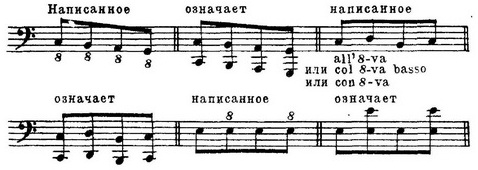 Написанное означает написанное
8 8 8 8
all' 8-va
или col 8-va basso
или con 8-va
означает написанное означает
8 8 8